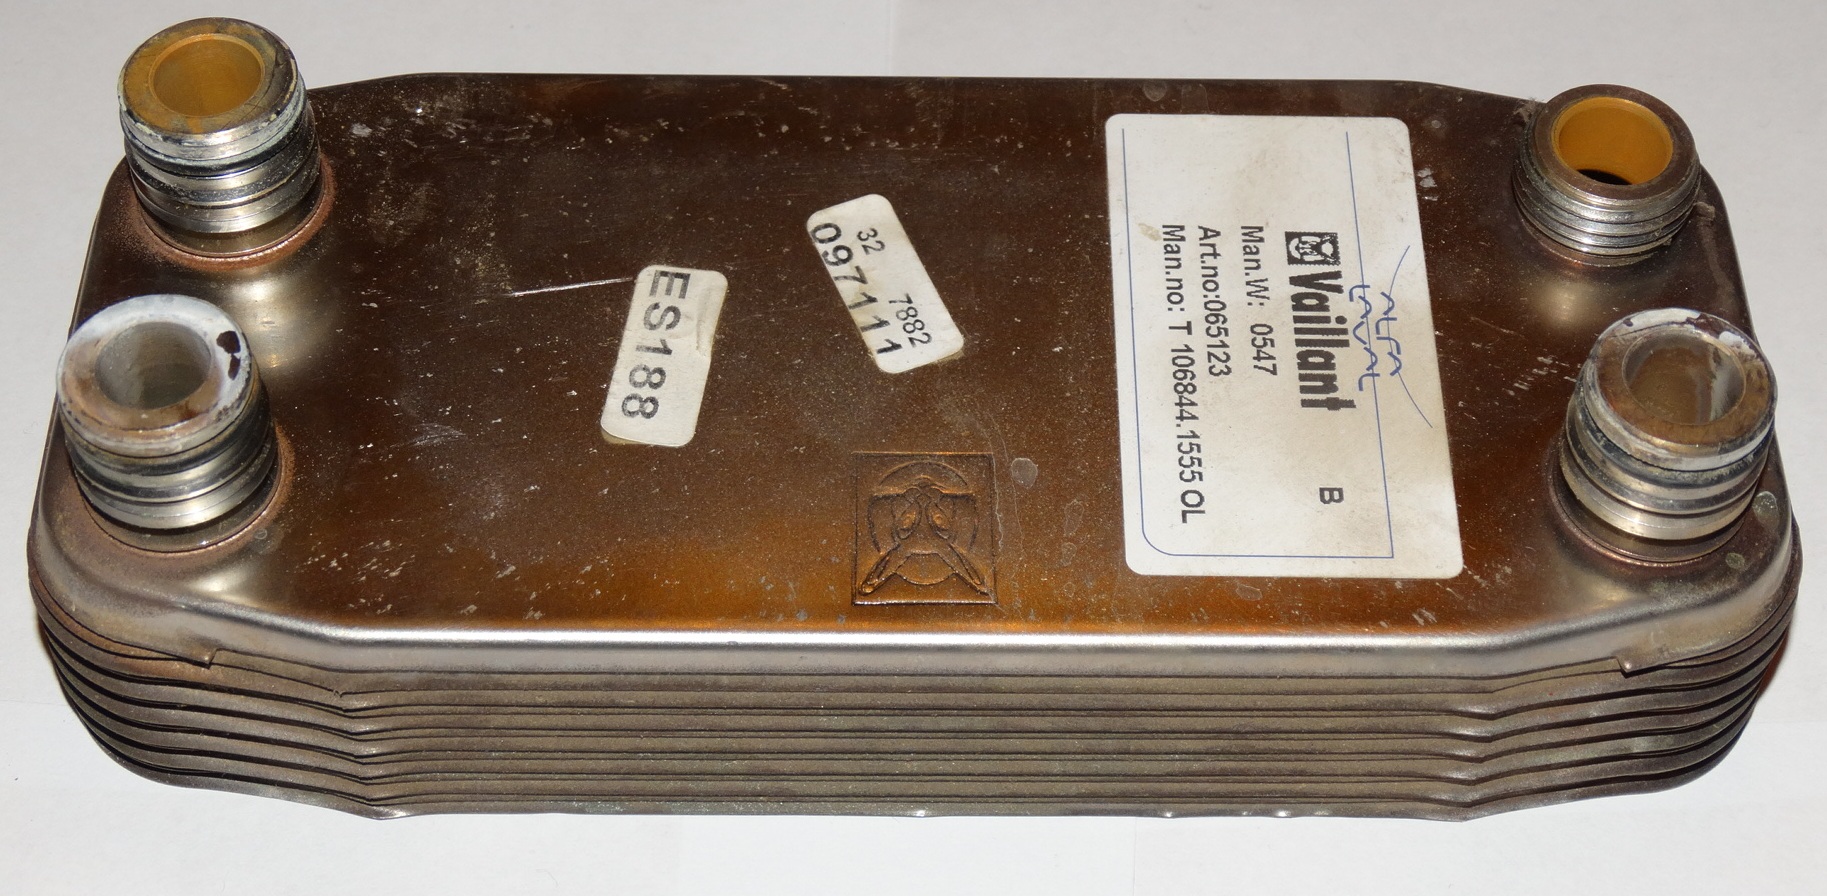 ES188
32 7882
097111
ALFA
LAVAL
Vaillant B
Man.W: 0547
Art.no:065123
Man.no: T 106844.1555 OL